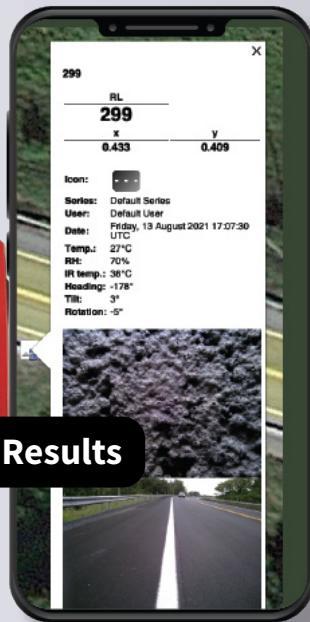 ×
299
RL
299
x y
0.433 0.409
Icon: ---
Series: Default Series
User: Default User
Date: Friday, 13 August 2021 17:07:30
UTC
Temp.: 27°C
RH: 70%
IR temp.: 38°C
Heading: -178°
Tilt: 3°
Rotation: -5°
Results